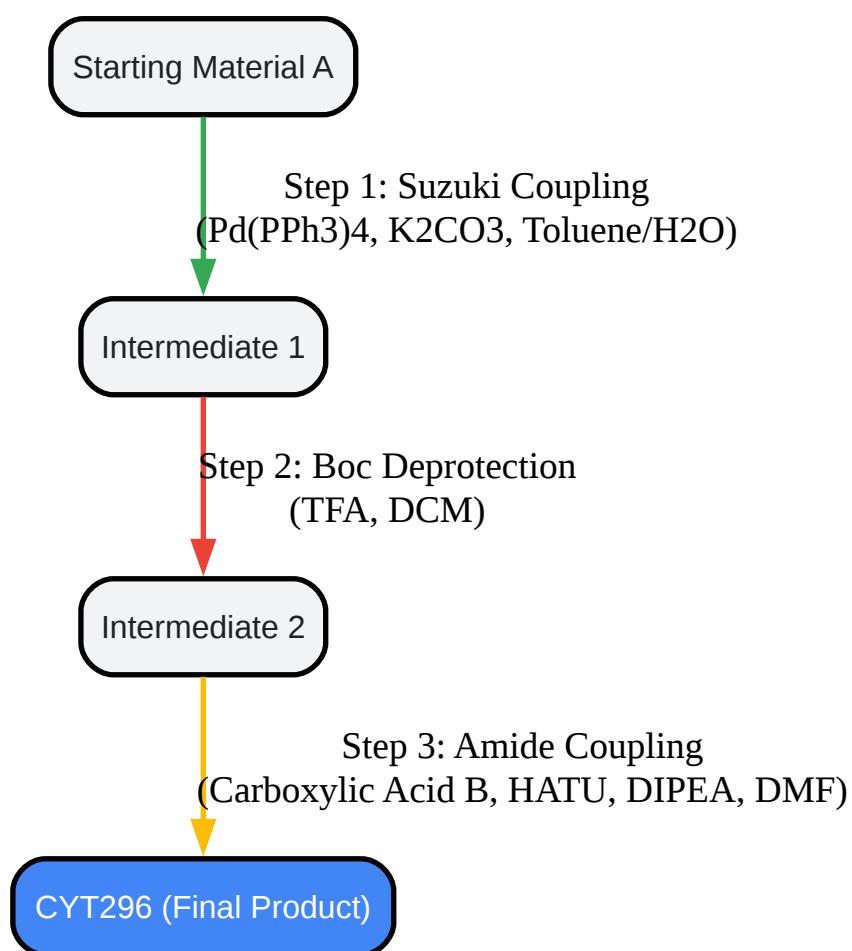 Starting Material A
Step 1: Suzuki Coupling
(Pd(PPh3)4, K2CO3, Toluene/H2O)
Intermediate 1
Step 2: Boc Deprotection
(TFA, DCM)
Intermediate 2
Step 3: Amide Coupling
(Carboxylic Acid B, HATU, DIPEA, DMF)
CYT296 (Final Product)